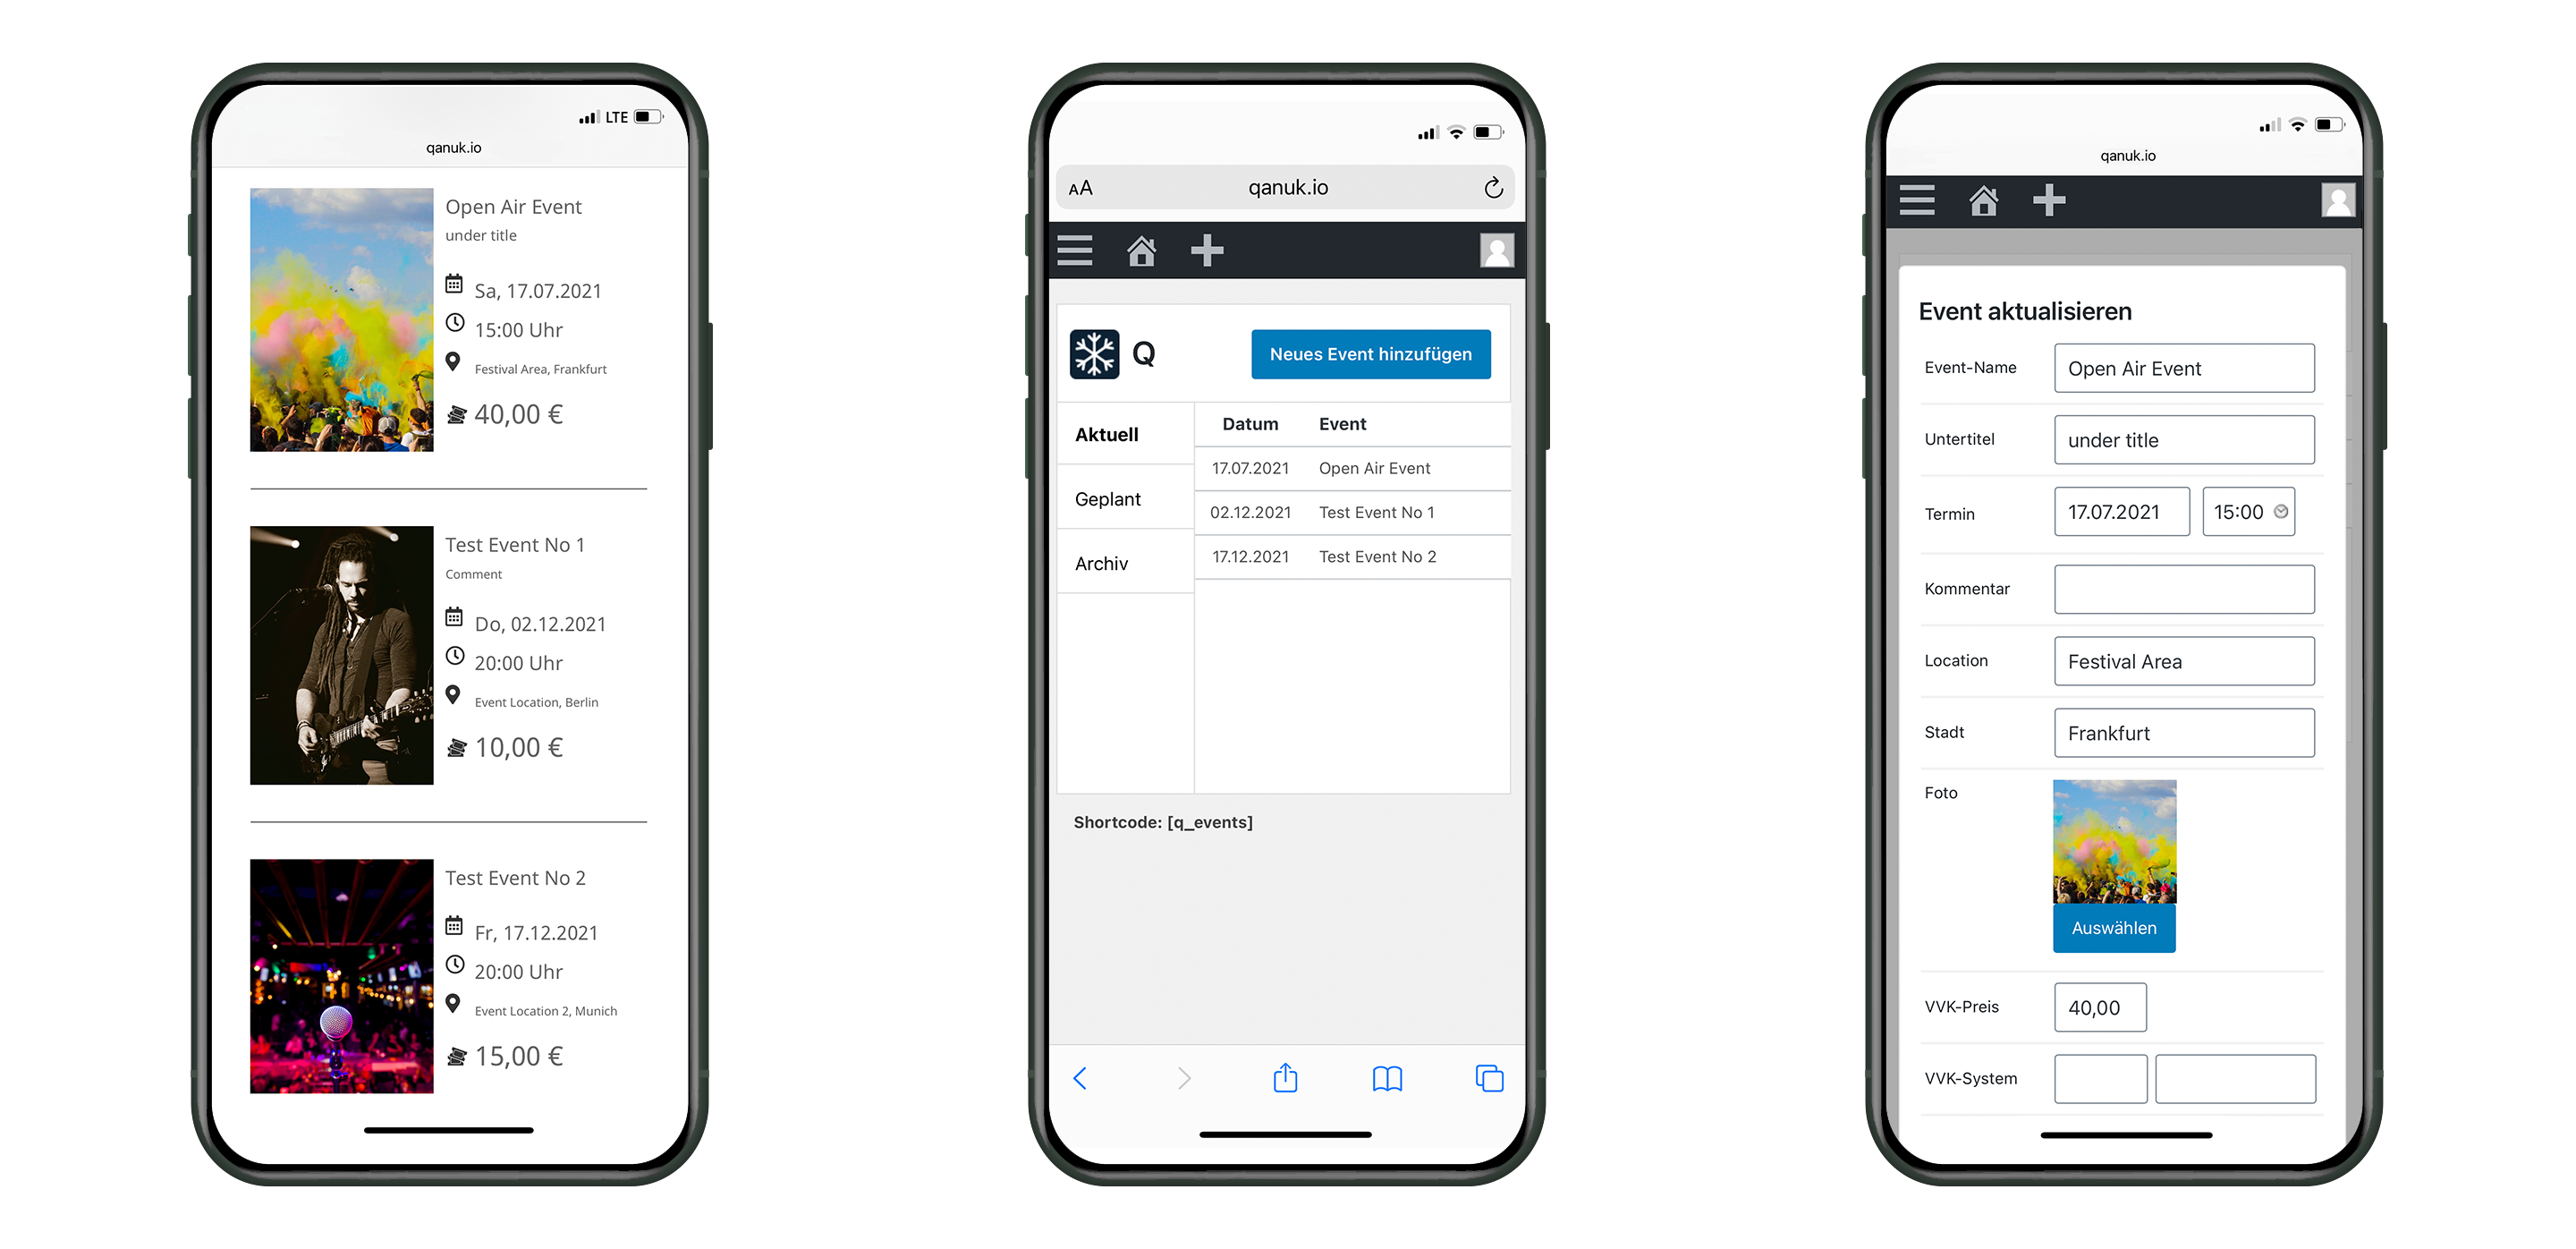 LTE
qanuk.io
Open Air Event
under title
Sa, 17.07.2021
15:00 Uhr
Festival Area, Frankfurt
40,00 €
Test Event No 1
Comment
Do, 02.12.2021
20:00 Uhr
Event Location, Berlin
10,00 €
Test Event No 2
Fr, 17.12.2021
20:00 Uhr
Event Location 2, Munich
15,00 €
AA qanuk.io
Q Neues Event hinzufügen
Aktuell
Geplant
Archiv
Datum Event
17.07.2021 Open Air Event
02.12.2021 Test Event No 1
17.12.2021 Test Event No 2
Shortcode: [q_events]
qanuk.io
Event aktualisieren
Event-Name Open Air Event
Untertitel under title
Termin 17.07.2021 15:00
Kommentar
Location Festival Area
Stadt Frankfurt
Foto
Auswählen
VVK-Preis 40,00
VVK-System